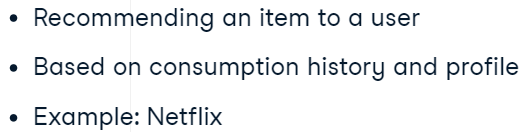 • Recommending an item to a user
• Based on consumption history and profile
• Example: Netflix